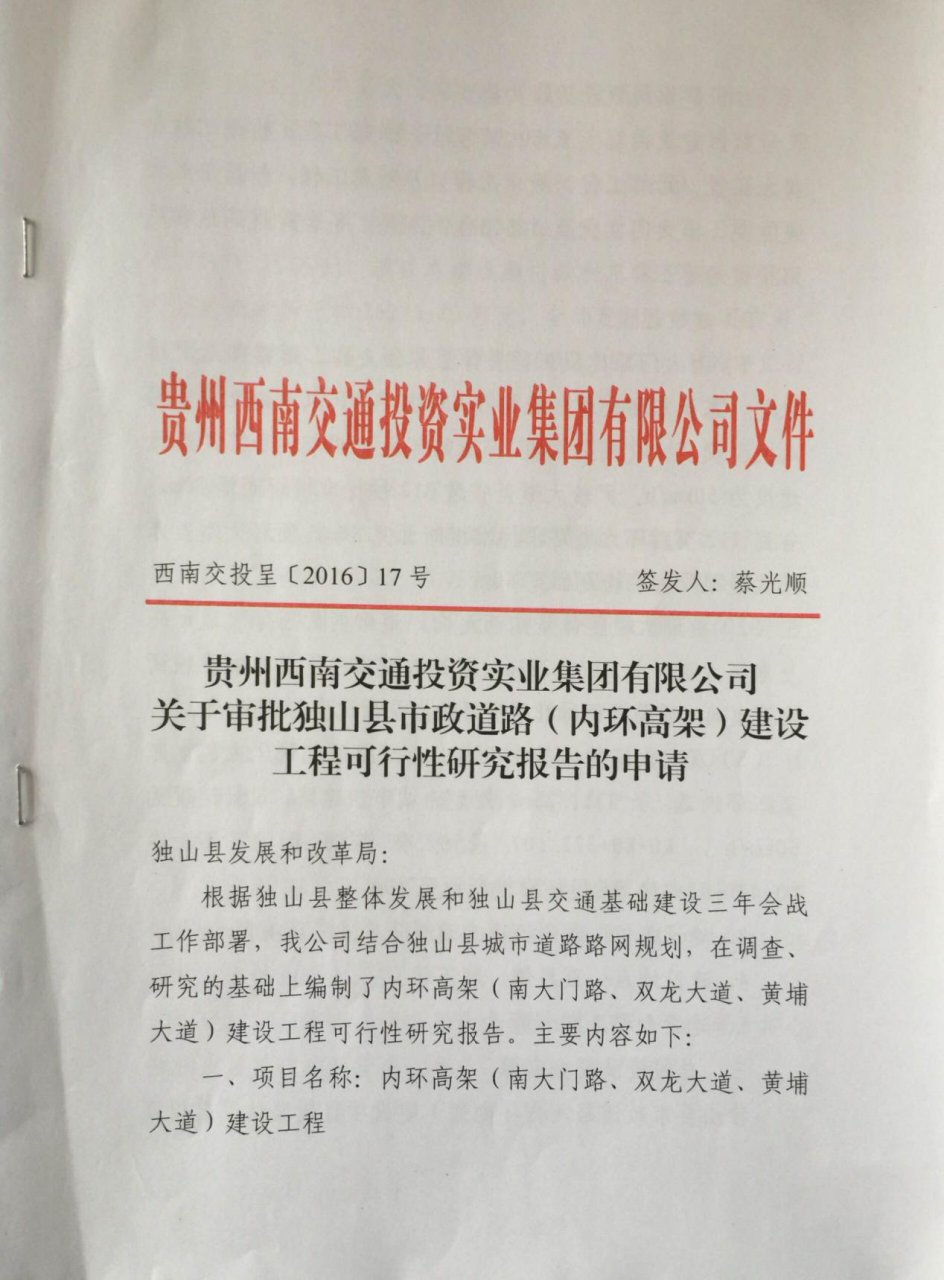 贵州西南交通投资实业集团有限公司文件
西南交投呈〔2016〕17号 签发人：蔡光顺
贵州西南交通投资实业集团有限公司
关于审批独山县市政道路（内环高架）建设
工程可行性研究报告的申请
独山县发展和改革局：
根据独山县整体发展和独山县交通基础建设三年会战
工作部署，我公司结合独山县城市道路路网规划，在调查、
研究的基础上编制了内环高架（南大门路、双龙大道、黄埔
大道）建设工程可行性研究报告。主要内容如下：
一、项目名称：内环高架（南大门路、双龙大道、黄埔
大道）建设工程